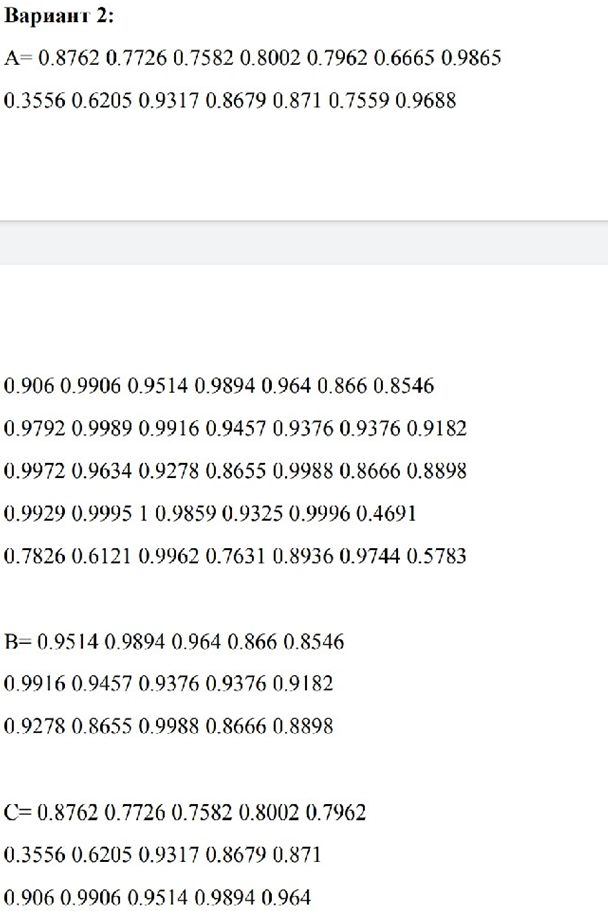 Вариант 2:
A= 0.8762 0.7726 0.7582 0.8002 0.7962 0.6665 0.9865
0.3556 0.6205 0.9317 0.8679 0.871 0.7559 0.9688
0.906 0.9906 0.9514 0.9894 0.964 0.866 0.8546
0.9792 0.9989 0.9916 0.9457 0.9376 0.9376 0.9182
0.9972 0.9634 0.9278 0.8655 0.9988 0.8666 0.8898
0.9929 0.9995 1 0.9859 0.9325 0.9996 0.4691
0.7826 0.6121 0.9962 0.7631 0.8936 0.9744 0.5783
B= 0.9514 0.9894 0.964 0.866 0.8546
0.9916 0.9457 0.9376 0.9376 0.9182
0.9278 0.8655 0.9988 0.8666 0.8898
C= 0.8762 0.7726 0.7582 0.8002 0.7962
0.3556 0.6205 0.9317 0.8679 0.871
0.906 0.9906 0.9514 0.9894 0.964